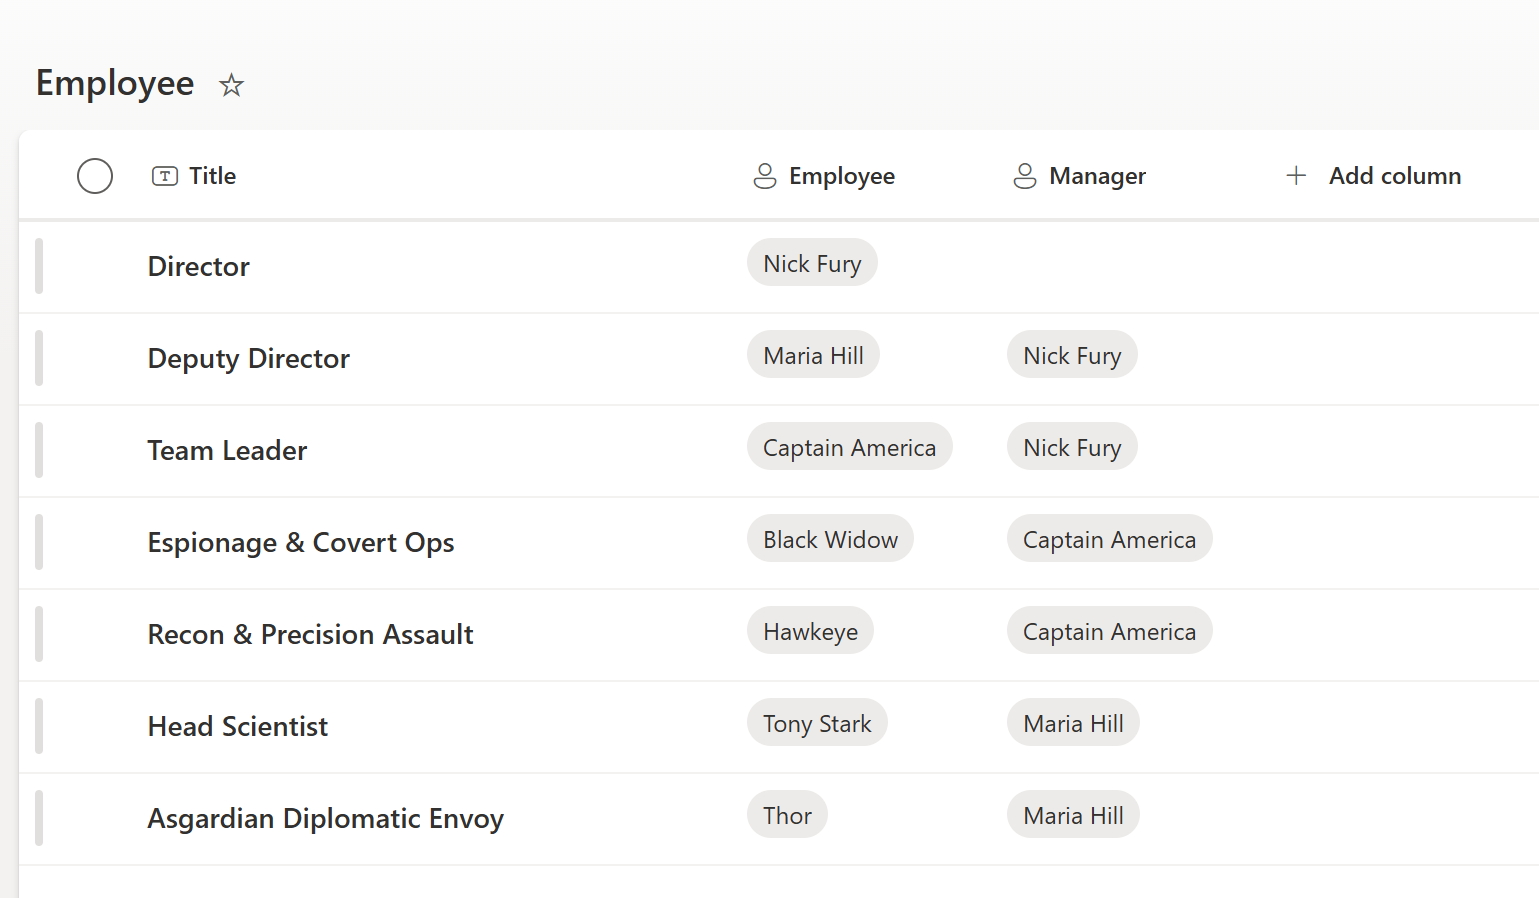 Employee
Title Employee Manager Add column
Director Nick Fury
Deputy Director Maria Hill Nick Fury
Team Leader Captain America Nick Fury
Espionage & Covert Ops Black Widow Captain America
Recon & Precision Assault Hawkeye Captain America
Head Scientist Tony Stark Maria Hill
Asgardian Diplomatic Envoy Thor Maria Hill